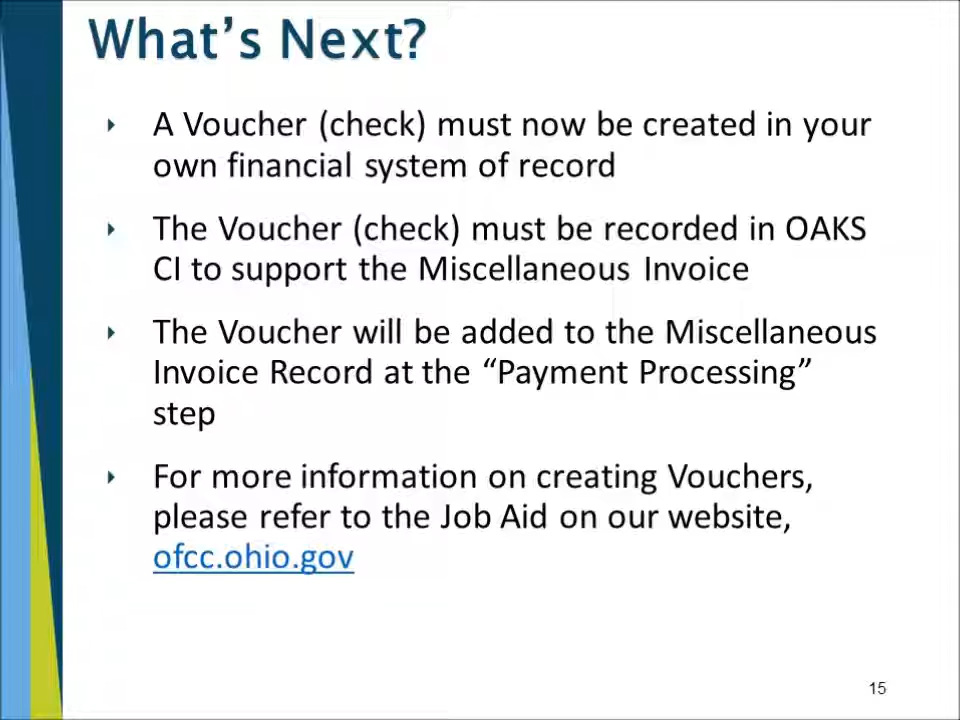 What's Next?
A Voucher (check) must now be created in your
own financial system of record
The Voucher (check) must be recorded in OAKS
CI to support the Miscellaneous Invoice
The Voucher will be added to the Miscellaneous
Invoice Record at the “Payment Processing”
step
For more information on creating Vouchers,
please refer to the Job Aid on our website,
ofcc.ohio.gov
15